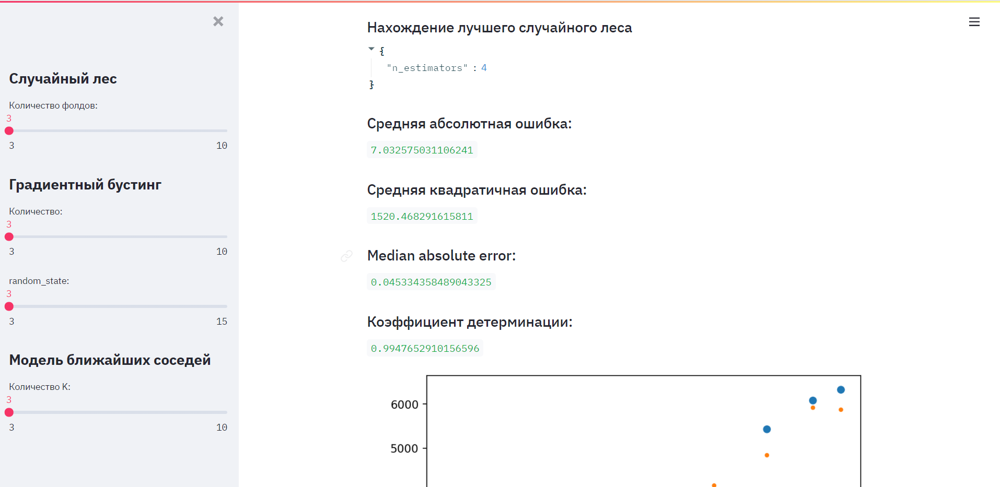 Случайный лес
Количество фолдов:
3
3 10
Градиентный бустинг
Количество:
3
3 10
random_state:
3
3 15
Модель ближайших соседей
Количество K:
3
3 10
Нахождение лучшего случайного леса
{
"n_estimators" : 4
}
Средняя абсолютная ошибка:
7.032575031106241
Средняя квадратичная ошибка:
1520.468291615811
Median absolute error:
0.045334358489043325
Коэффициент детерминации:
0.9947652910156596
6000
5000